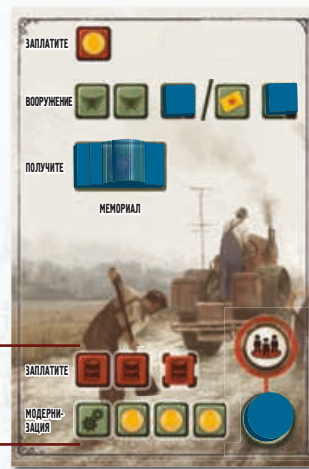 ЗАПЛАТИТЕ
ВООРУЖЕНИЕ
/
ПОЛУЧИТЕ
МЕМОРИАЛ
ЗАПЛАТИТЕ
МОДЕРНИ-
ЗАЦИЯ